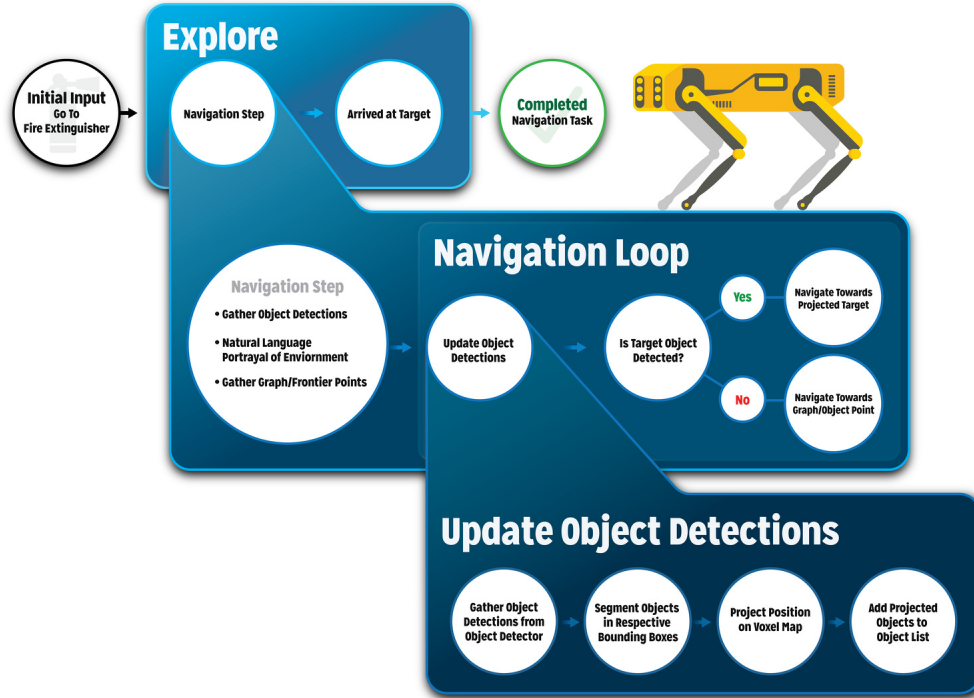 Explore
Initial Input
Go To
Fire Extinguisher
Navigation Step
Arrived at Target
Completed
Navigation Task
Navigation Loop
Navigation Step
• Gather Object Detections
• Natural Language
Portrayal of Enviornment
• Gather Graph/Frontier Points
Update Object
Detections
Is Target Object
Detected?
Yes
Navigate Towards
Projected Target
No
Navigate Towards
Graph/Object Point
Update Object Detections
Gather Object
Detections from
Object Detector
Segment Objects
in Respective
Bounding Boxes
Project Position
on Voxel Map
Add Projected
Objects to
Object List